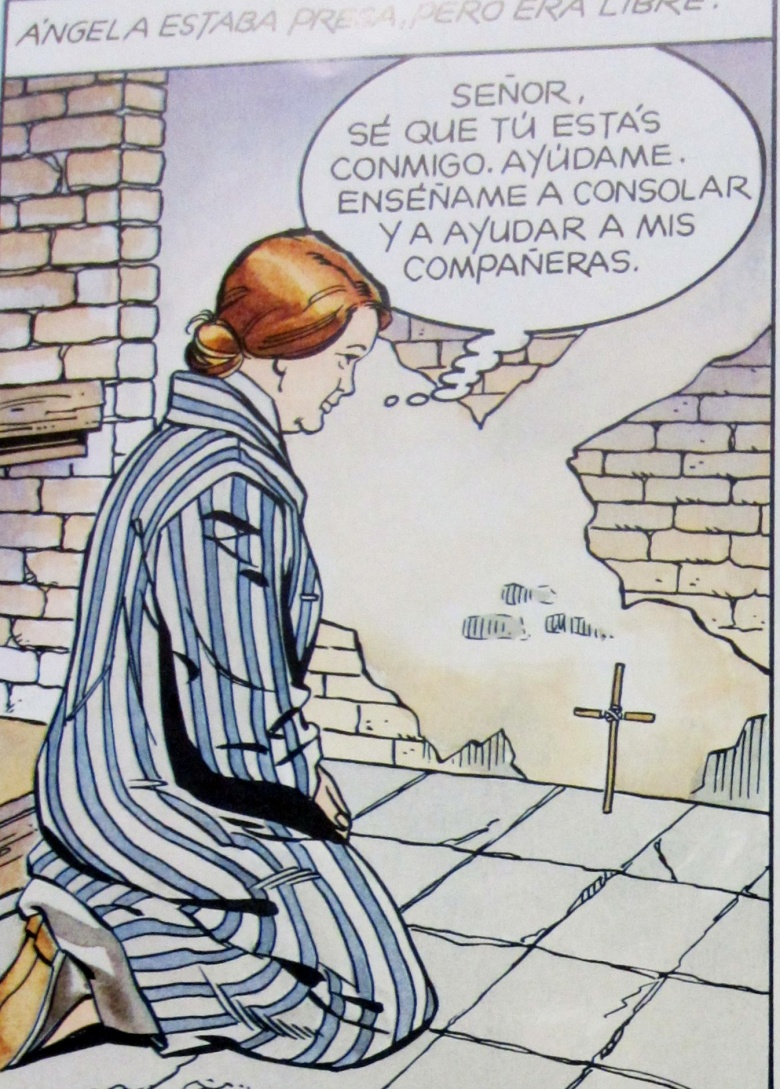 ÁNGELA ESTABA PRESA, PERO ERA LIBRE.
SEÑOR,
SÉ QUE TÚ ESTÁS
CONMIGO. AYÚDAME.
ENSÉÑAME A CONSOLAR
Y A AYUDAR A MIS
COMPAÑERAS.